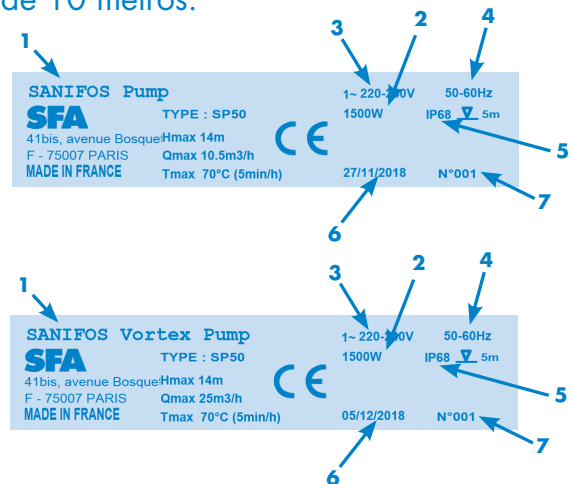 de 10 metros.
1 3 2 4
SANIFOS Pump 1~ 220-240V 50-60Hz
SFA TYPE : SP50 1500W IP68 5m
41bis, avenue Bosquet Hmax 14m
F - 75007 PARIS Qmax 10.5m3/h CE 5
MADE IN FRANCE Tmax 70°C (5min/h) 27/11/2018 N°001
6 7
1 3 2 4
SANIFOS Vortex Pump 1~ 220-240V 50-60Hz
SFA TYPE : SP50 1500W IP68 5m
41bis, avenue Bosquet Hmax 14m
F - 75007 PARIS Qmax 25m3/h CE 5
MADE IN FRANCE Tmax 70°C (5min/h) 05/12/2018 N°001
6 7